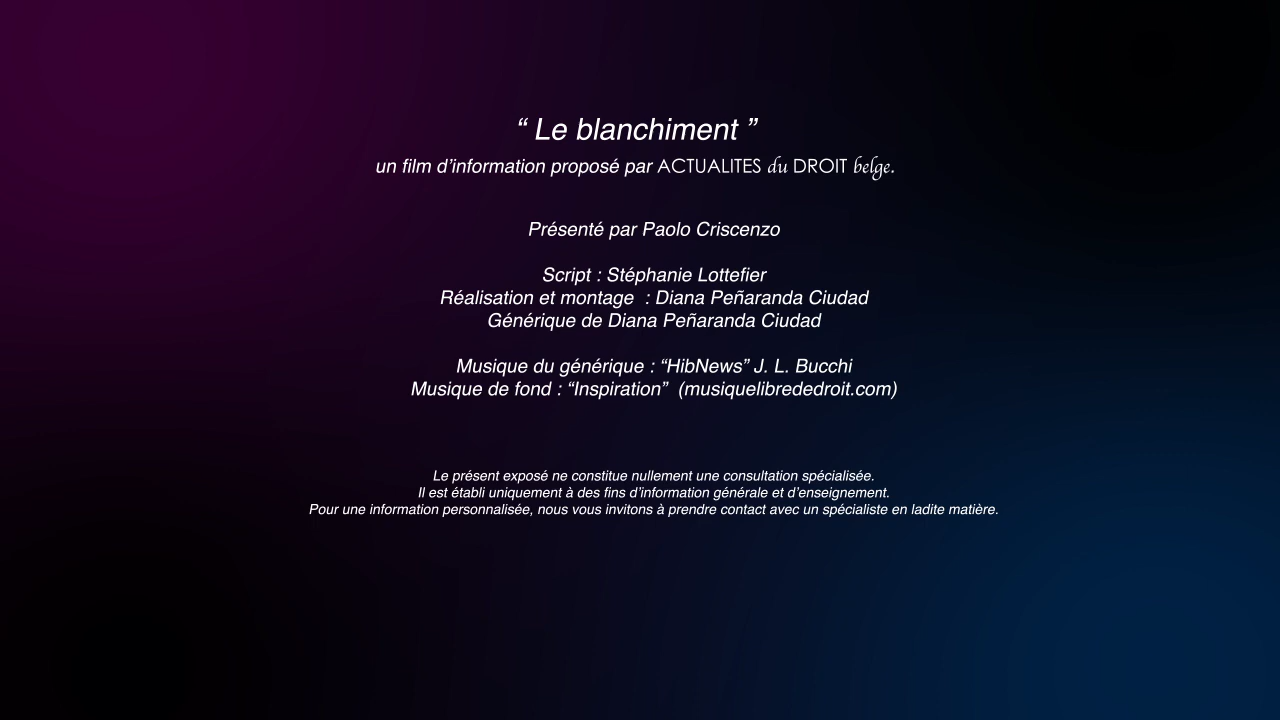 “ Le blanchiment ”
un film d’information proposé par ACTUALITES du DROIT belge.
Présenté par Paolo Criscenzo
Script : Stéphanie Lottefier
Réalisation et montage  : Diana Peñaranda Ciudad
Générique de Diana Peñaranda Ciudad
Musique du générique : “HibNews” J. L. Bucchi
Musique de fond : “Inspiration”  (musiquelibrededroit.com)
Le présent exposé ne constitue nullement une consultation spécialisée.
Il est établi uniquement à des fins d’information générale et d’enseignement.
Pour une information personnalisée, nous vous invitons à prendre contact avec un spécialiste en ladite matière.